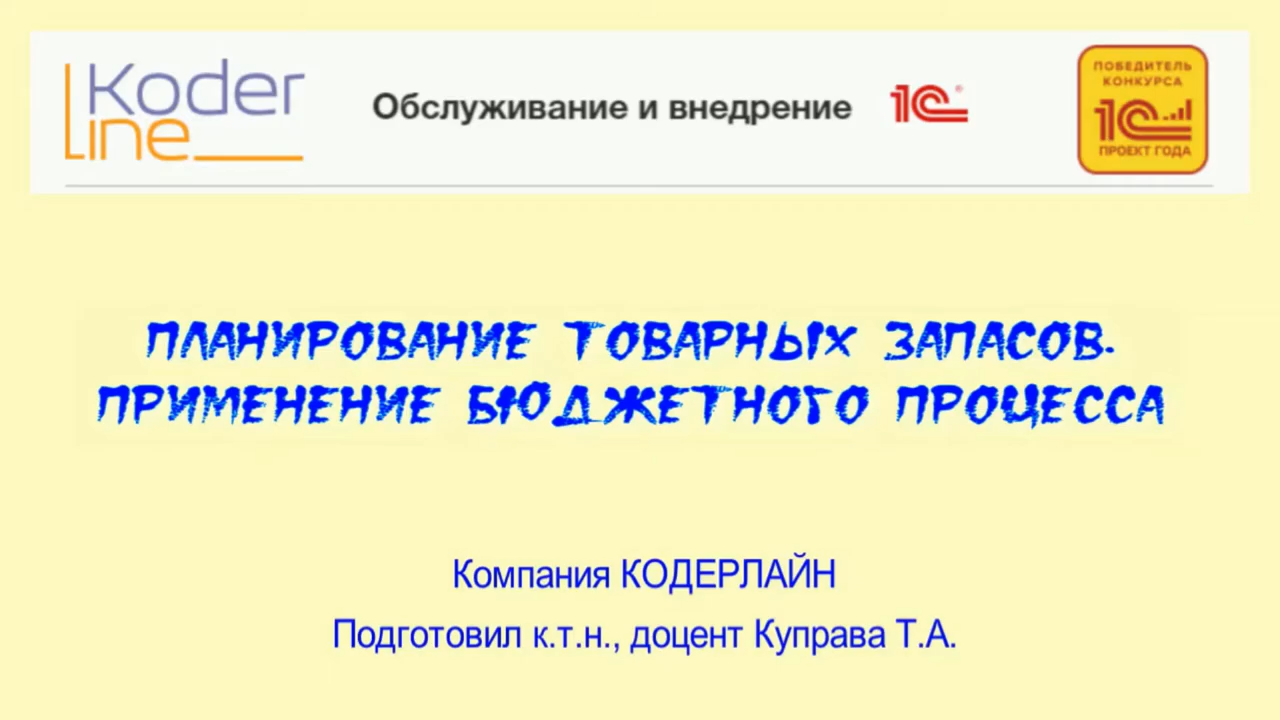 Koder
line
Обслуживание и внедрение
1С®
ПОБЕДИТЕЛЬ
КОНКУРСА
1С
ПРОЕКТ ГОДА
ПЛАНИРОВАНИЕ ТОВАРНЫХ ЗАПАСОВ.
ПРИМЕНЕНИЕ БЮДЖЕТНОГО ПРОЦЕССА
Компания КОДЕРЛАЙН
Подготовил к.т.н., доцент Куправа Т.А.